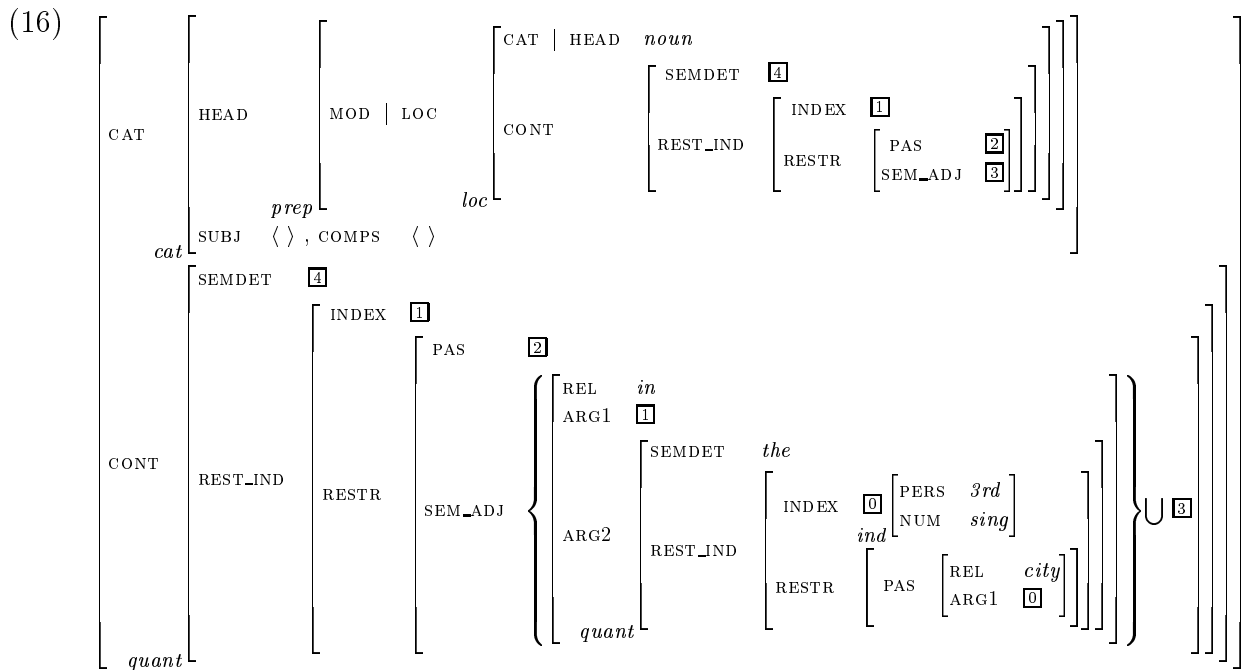 (16)
CAT | HEAD noun
SEMDET 4
INDEX 1
HEAD MOD | LOC
CAT CONT
REST_IND
PAS 2
RESTR
SEM_ADJ 3
prep loc
SUBJ ⟨ ⟩ , COMPS ⟨ ⟩
cat
SEMDET 4
INDEX 1
PAS 2
REL in
ARG1 1
SEMDET the
CONT
REST_IND
RESTR
INDEX 0 PERS 3rd
NUM sing
SEM_ADJ { } ∪ 3
ind
ARG2
REST_IND
REL city
RESTR PAS
ARG1 0
quant
quant